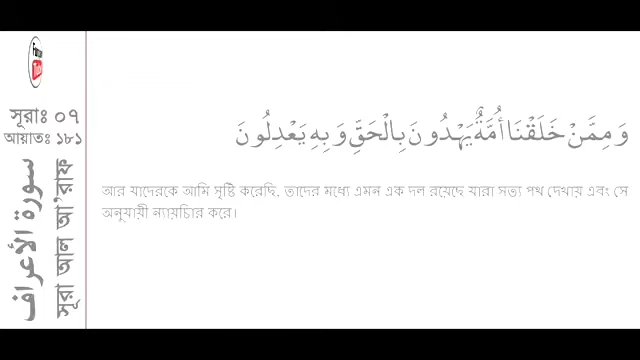 সূরাঃ ০৭
আয়াতঃ ১৮১
سورة الأعراف
সূরা আল আ'রাফ
وَمِمَّنْ خَلَقْنَا أُمَّةٌ يَهْدُونَ بِالْحَقِّ وَبِهِ يَعْدِلُونَ
আর যাদেরকে আমি সৃষ্টি করেছি, তাদের মধ্যে এমন এক দল রয়েছে যারা সত্য পথ দেখায় এবং সে
অনুযায়ী ন্যায়বিচার করে।